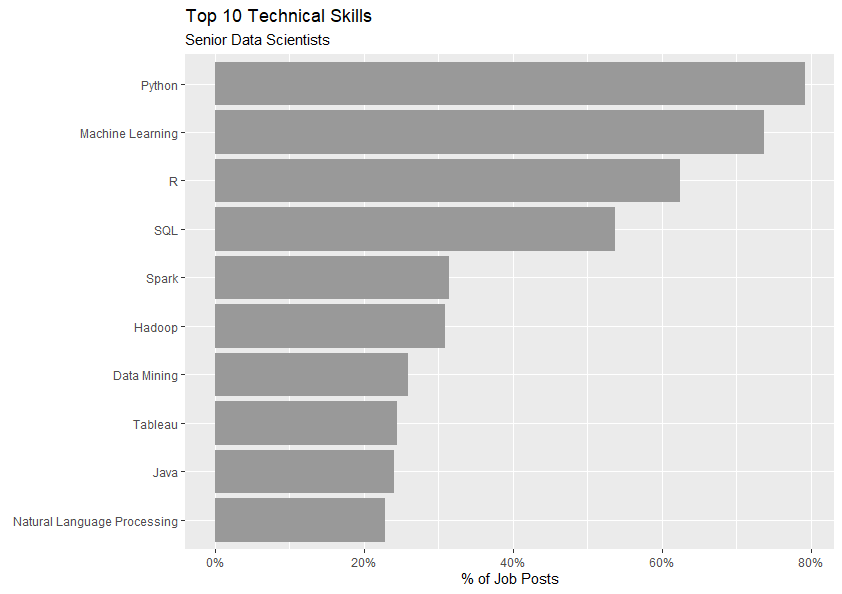 Top 10 Technical Skills
Senior Data Scientists
Python
Machine Learning
R
SQL
Spark
Hadoop
Data Mining
Tableau
Java
Natural Language Processing
0% 20% 40% 60% 80%
% of Job Posts